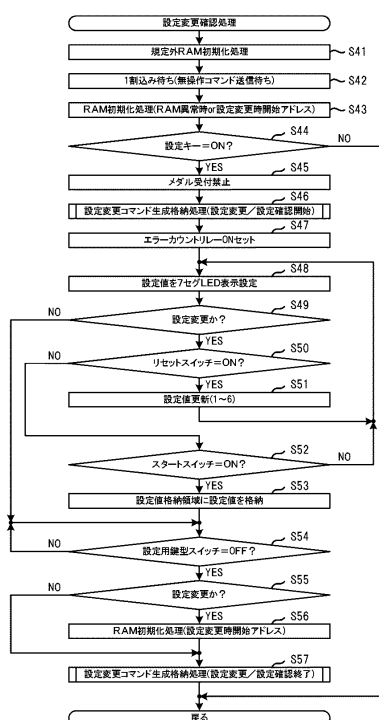 設定変更確認処理
規定外RAM初期化処理 S41
1割込み待ち(無操作コマンド送信待ち) S42
RAM初期化処理(RAM異常時or設定変更時開始アドレス) S43
S44
設定キー=ON? NO
YES
S45
メダル受付禁止
S46
設定変更コマンド生成格納処理(設定変更/設定確認開始)
S47
エラーカウントリレーONセット
S48
設定値を7セグLED表示設定
S49
NO 設定変更か?
YES
S50
NO リセットスイッチ=ON?
YES
S51
設定値更新(1~6)
S52
スタートスイッチ=ON? NO
YES
S53
設定値格納領域に設定値を格納
S54
NO 設定用鍵型スイッチ=OFF?
YES
S55
NO 設定変更か?
YES
S56
RAM初期化処理(設定変更時開始アドレス)
S57
設定変更コマンド生成格納処理(設定変更/設定確認終了)
戻る